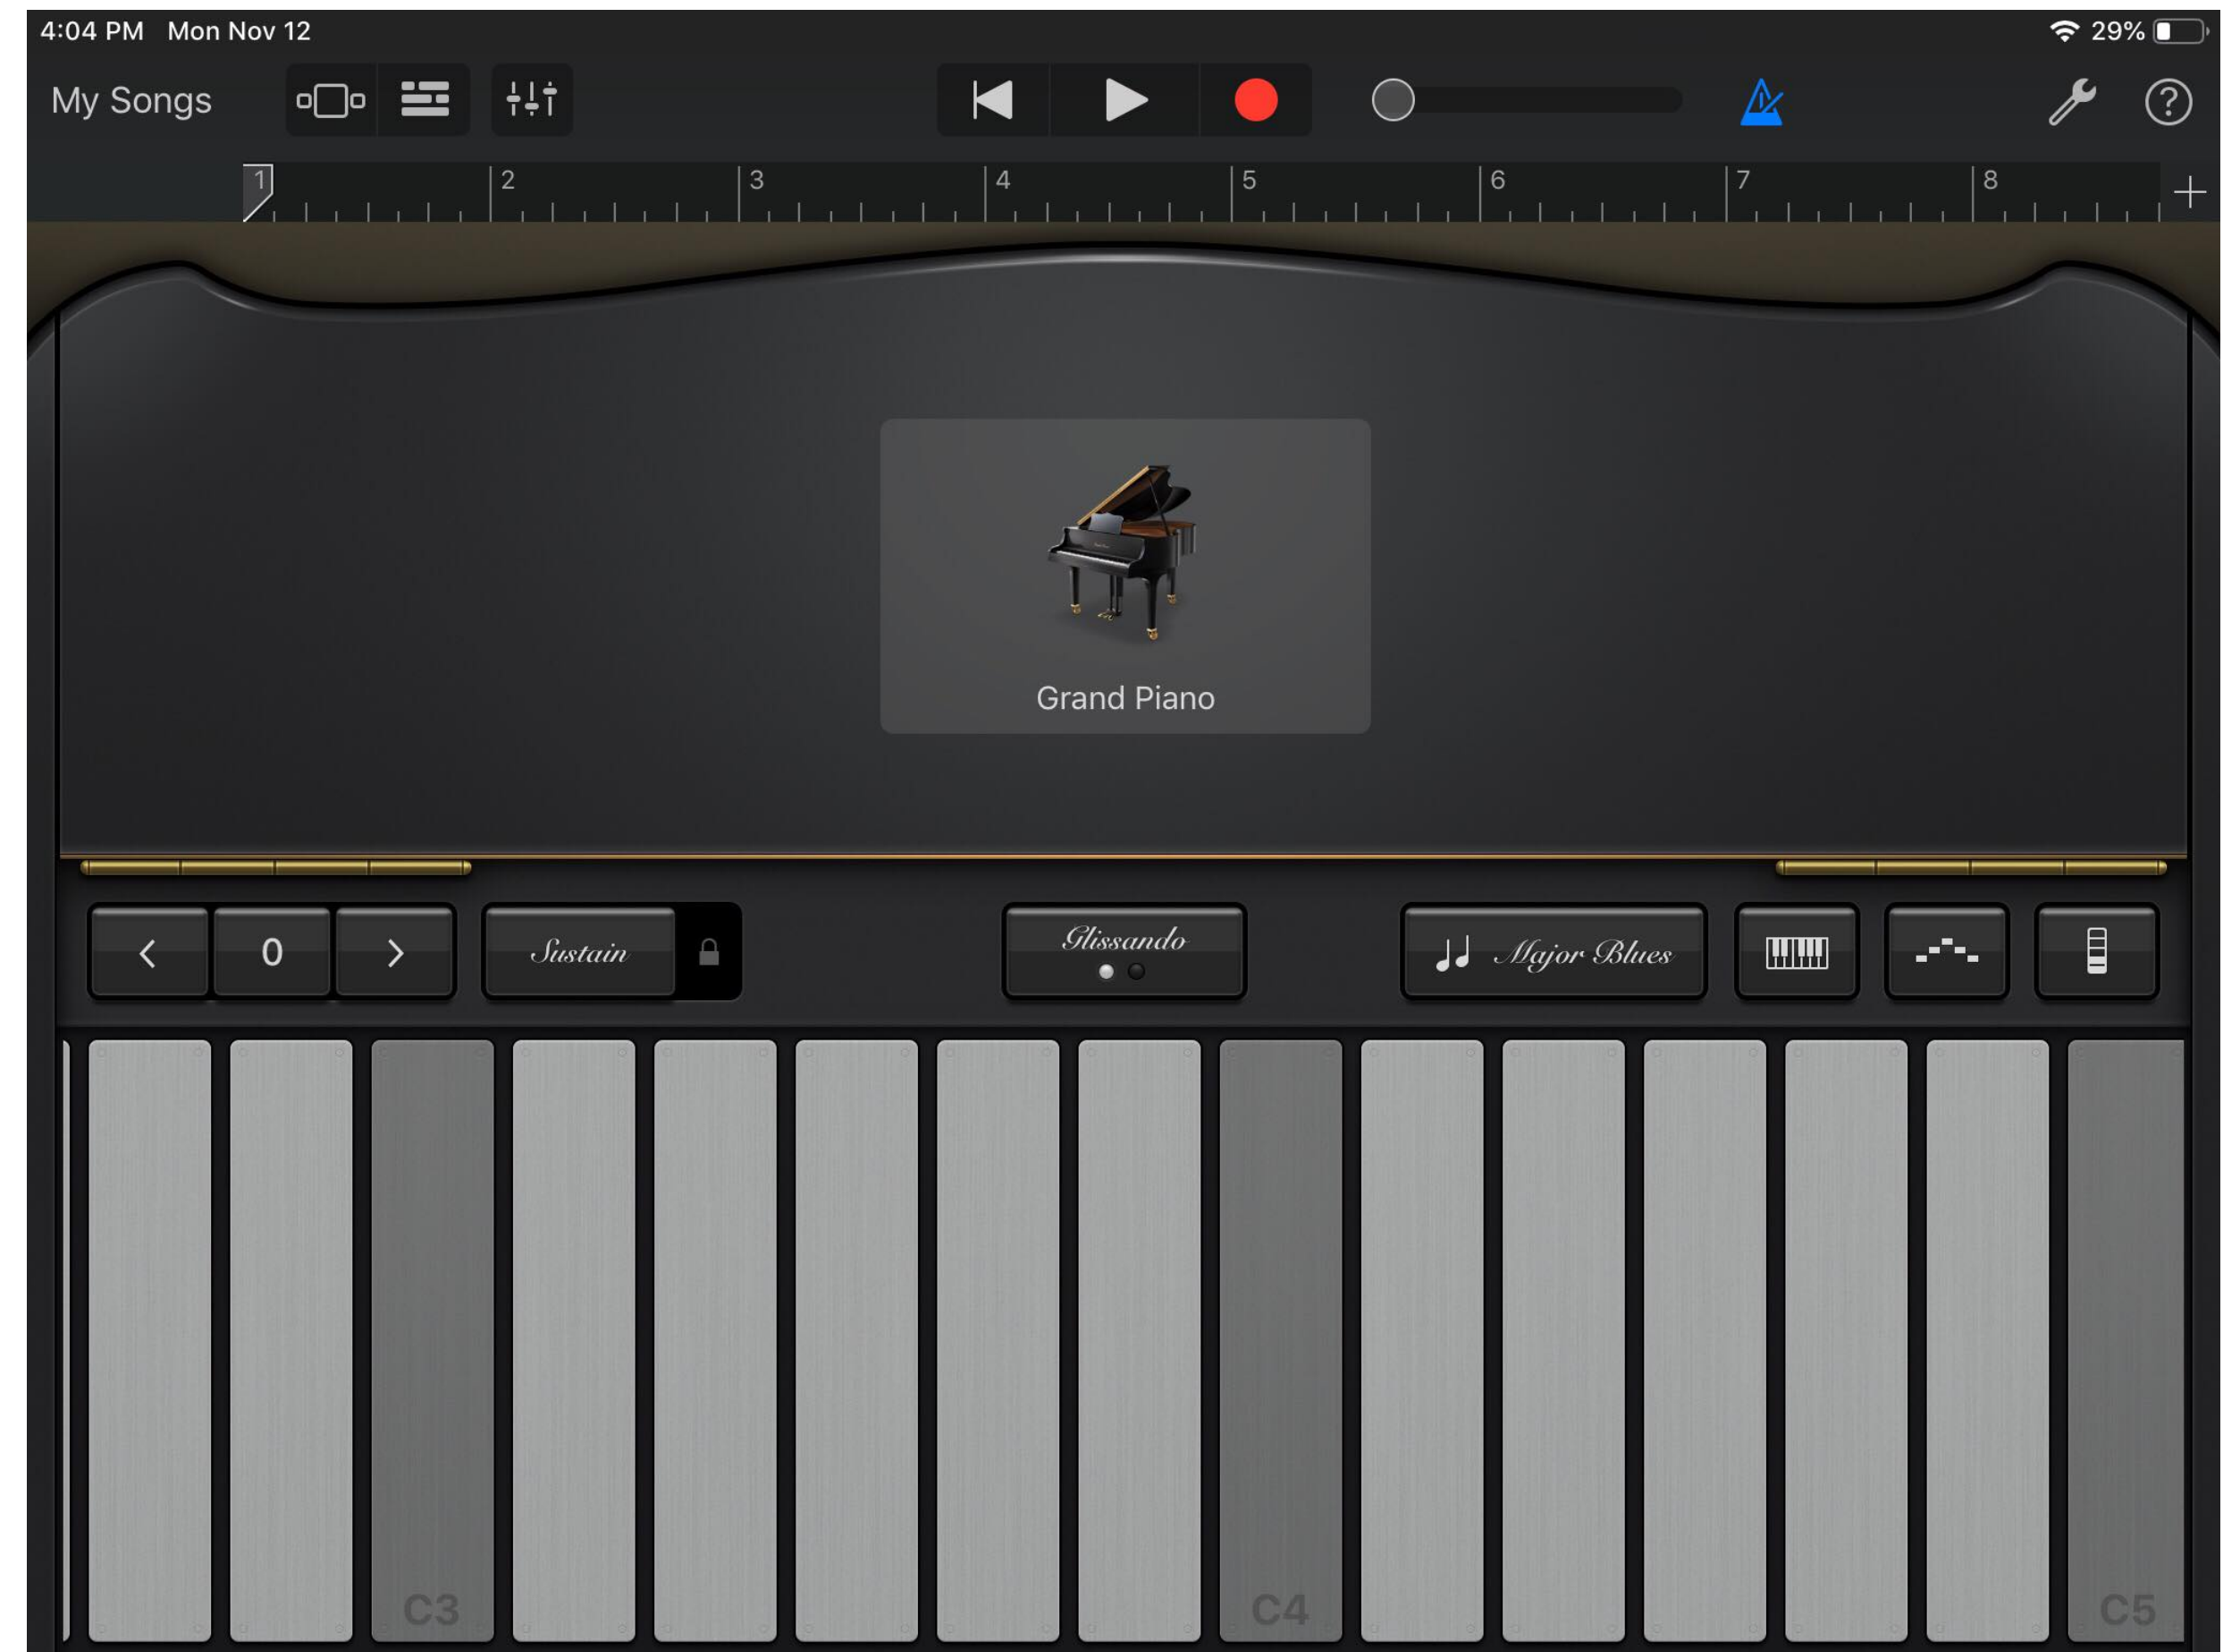 4:04 PM Mon Nov 12 29%
My Songs
1 2 3 4 5 6 7 8
Grand Piano
0 Sustain Glissando Major Blues
C3 C4 C5